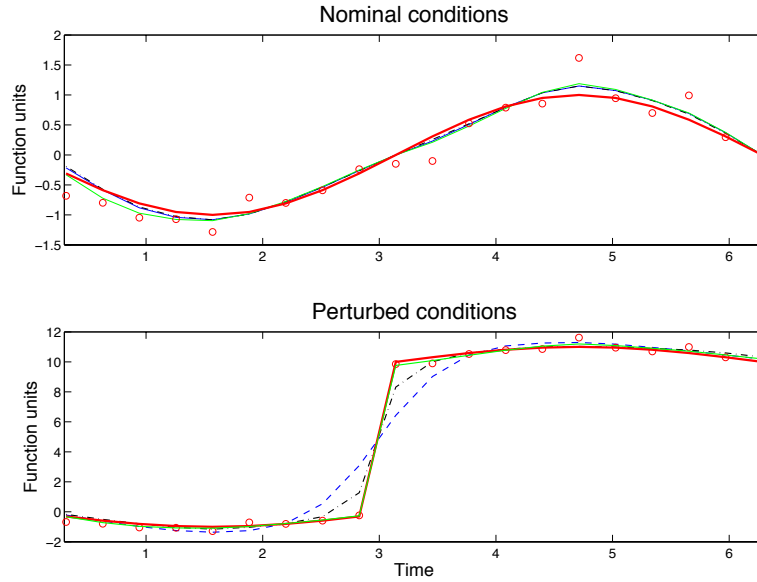 Nominal conditions
2
1.5
1
0.5
0
-0.5
-1
-1.5
Function units
1 2 3 4 5 6
Perturbed conditions
12
10
8
6
4
2
0
-2
Function units
1 2 3 4 5 6
Time